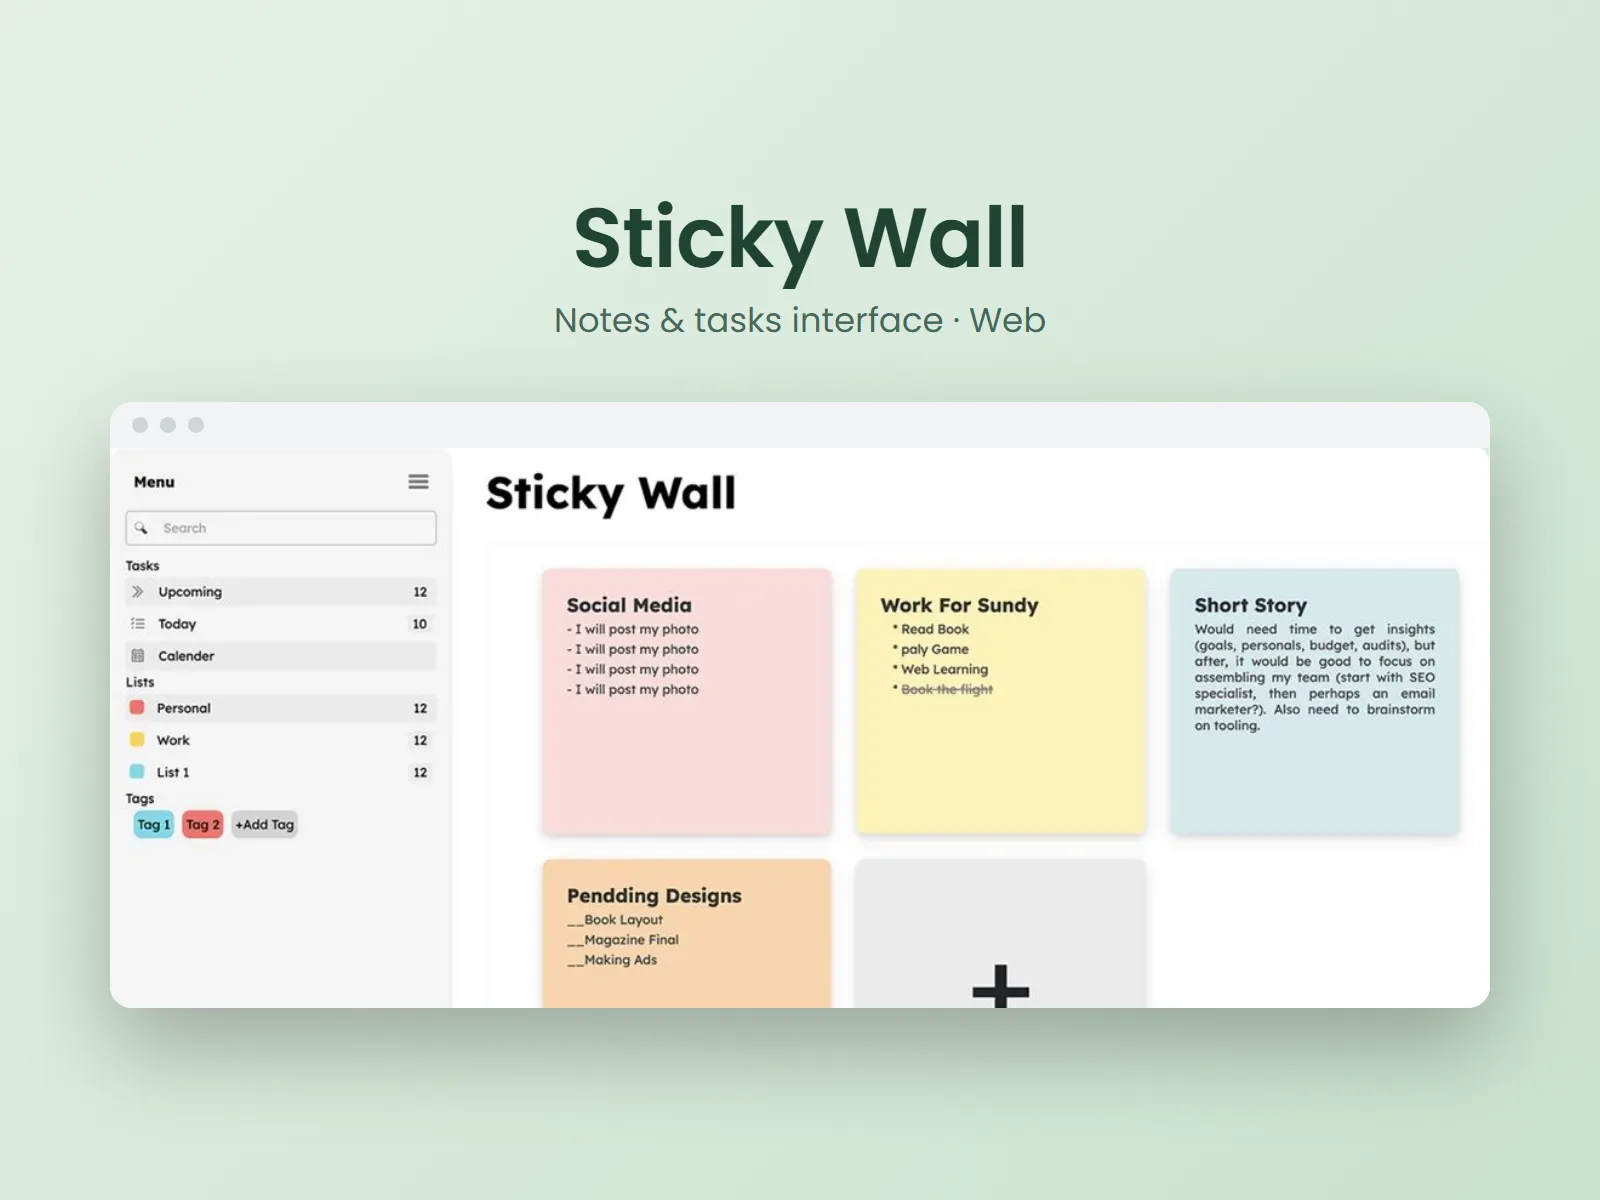 Sticky Wall
Notes & tasks interface · Web
Menu
Search
Tasks
Upcoming 12
Today 10
Calender
Lists
Personal 12
Work 12
List 1 12
Tags
Tag 1 Tag 2 +Add Tag
Sticky Wall
Social Media
- I will post my photo
- I will post my photo
- I will post my photo
- I will post my photo
Work For Sundy
* Read Book
* paly Game
* Web Learning
* Book the flight
Short Story
Would need time to get insights
(goals, personals, budget, audits), but
after, it would be good to focus on
assembling my team (start with SEO
specialist, then perhaps an email
marketer?). Also need to brainstorm
on tooling.
Pendding Designs
__Book Layout
__Magazine Final
__Making Ads
+